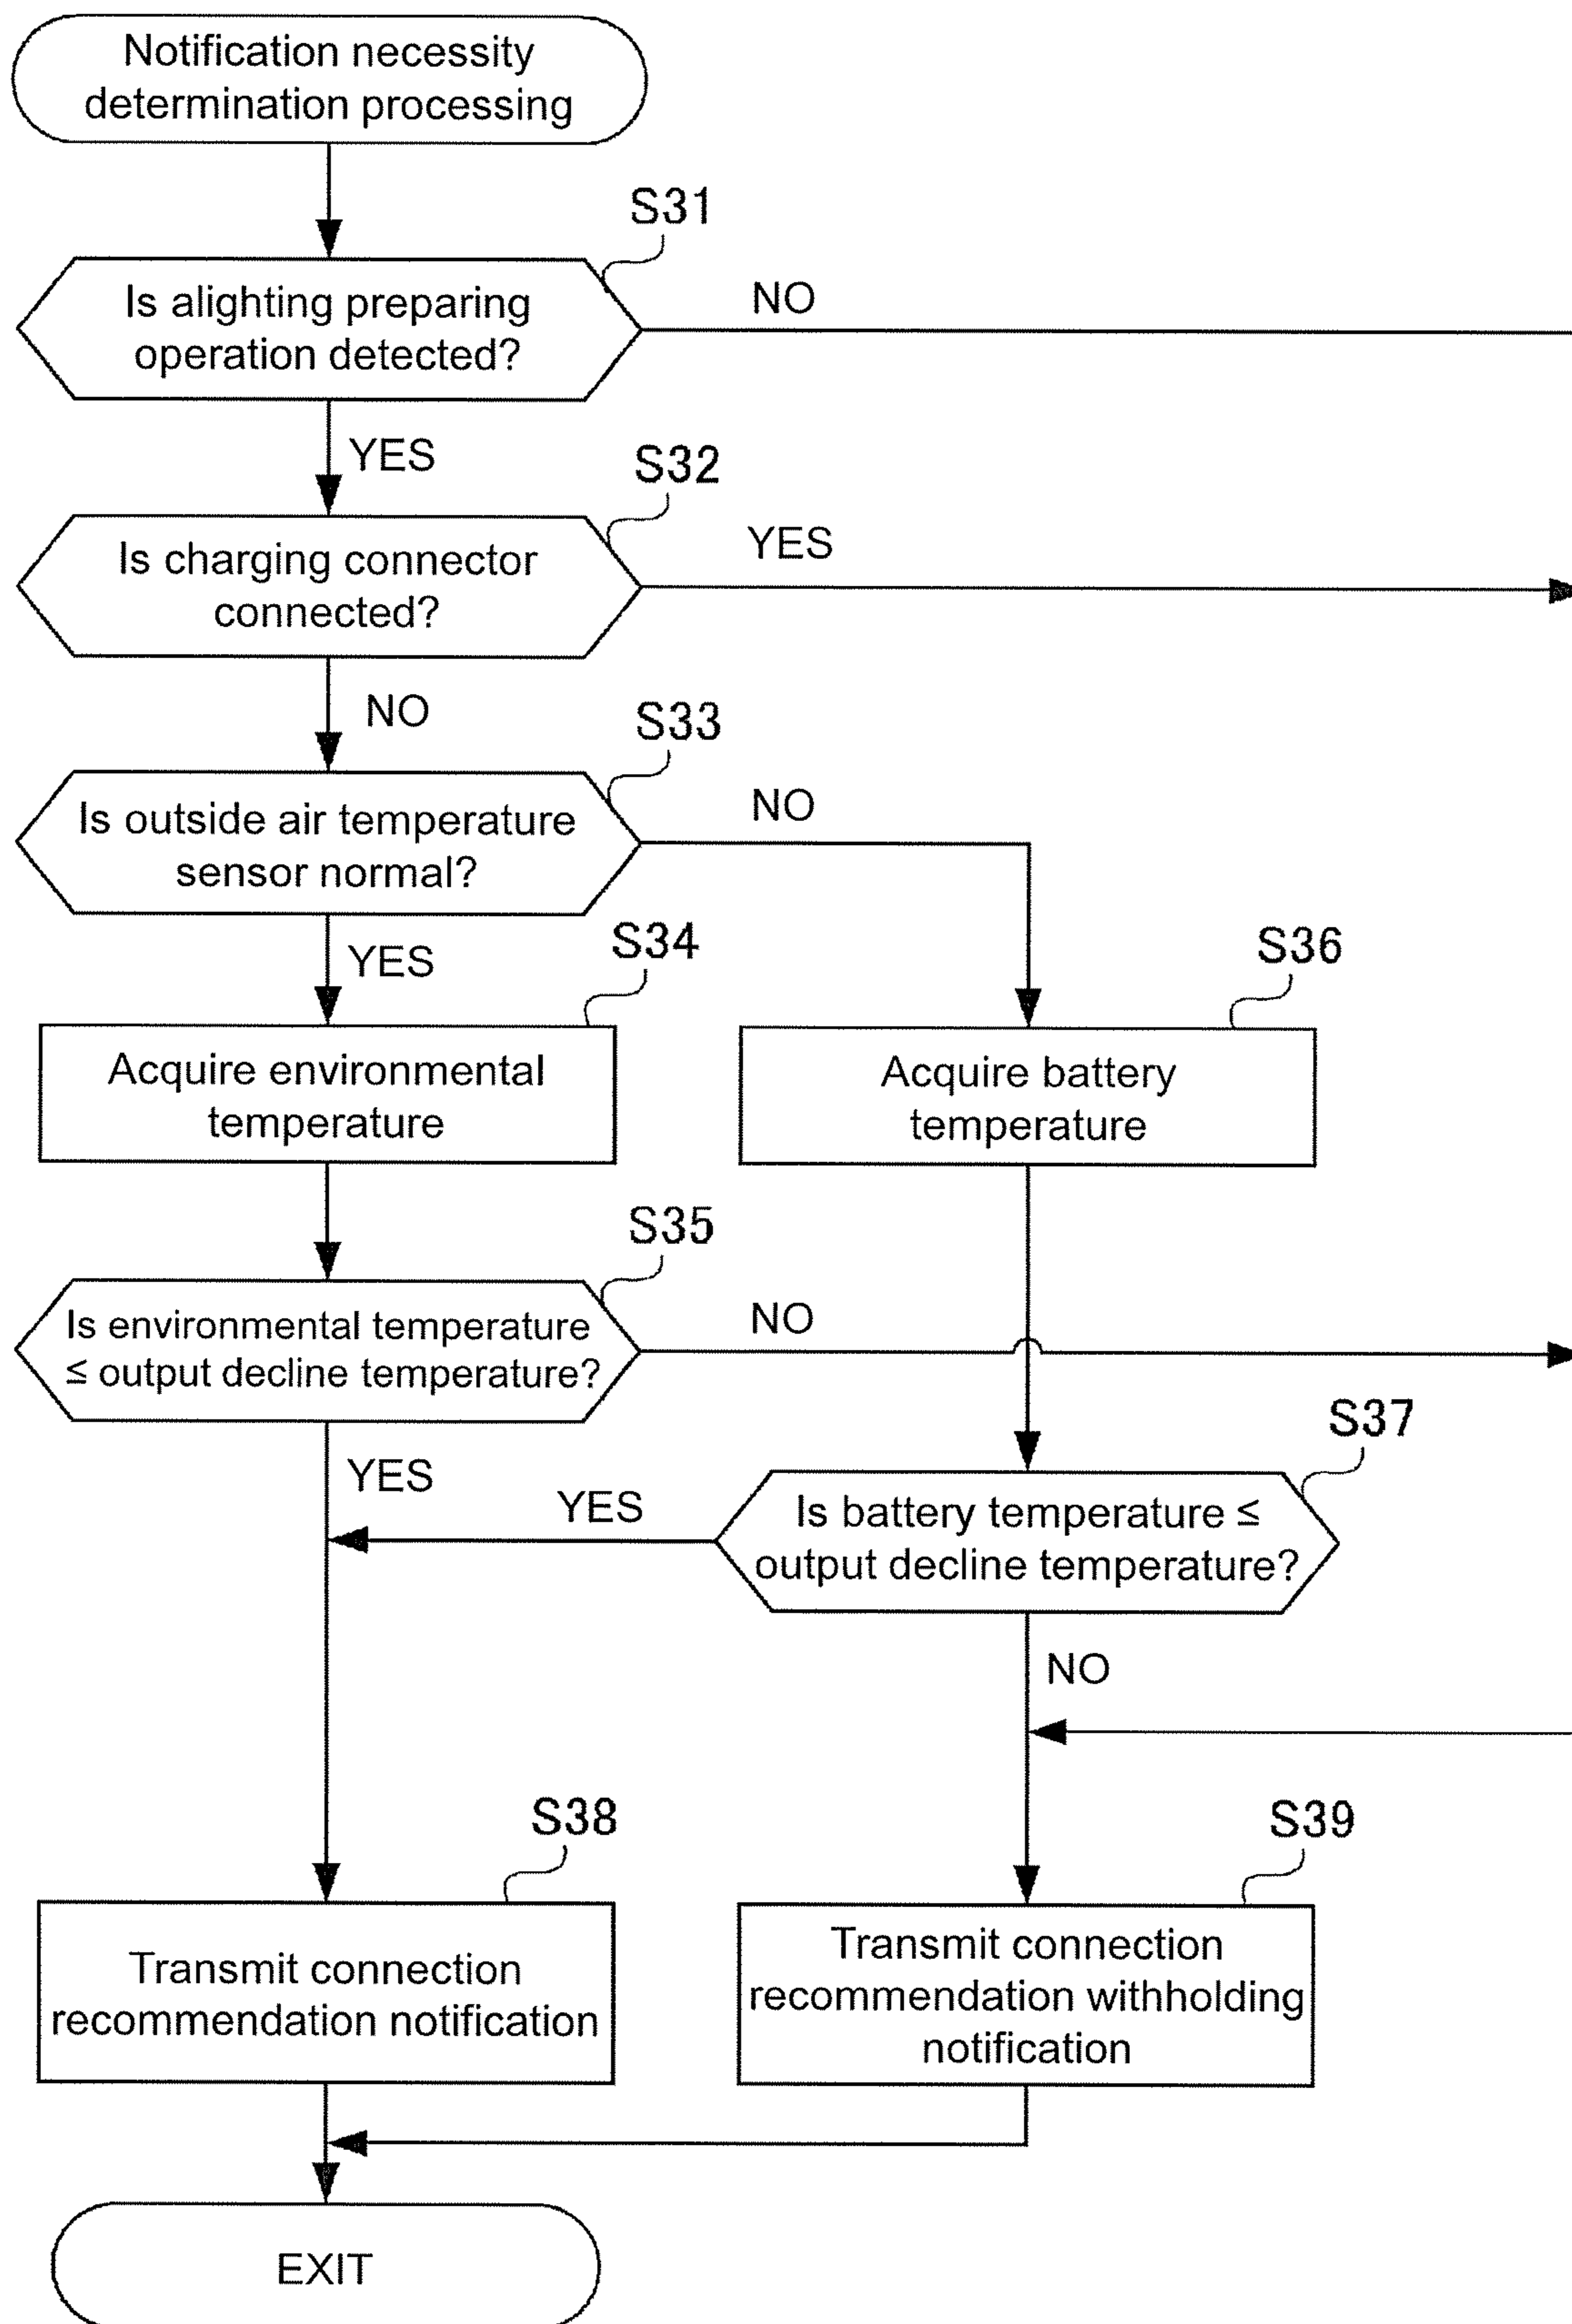 Notification necessity
determination processing
S31
Is alighting preparing
operation detected?
NO
YES
S32
Is charging connector
connected?
YES
NO
S33
Is outside air temperature
sensor normal?
NO
YES
S34
Acquire environmental
temperature
S36
Acquire battery
temperature
S35
Is environmental temperature
≤ output decline temperature?
NO
YES
S37
Is battery temperature ≤
output decline temperature?
YES
NO
S38
Transmit connection
recommendation notification
S39
Transmit connection
recommendation withholding
notification
EXIT